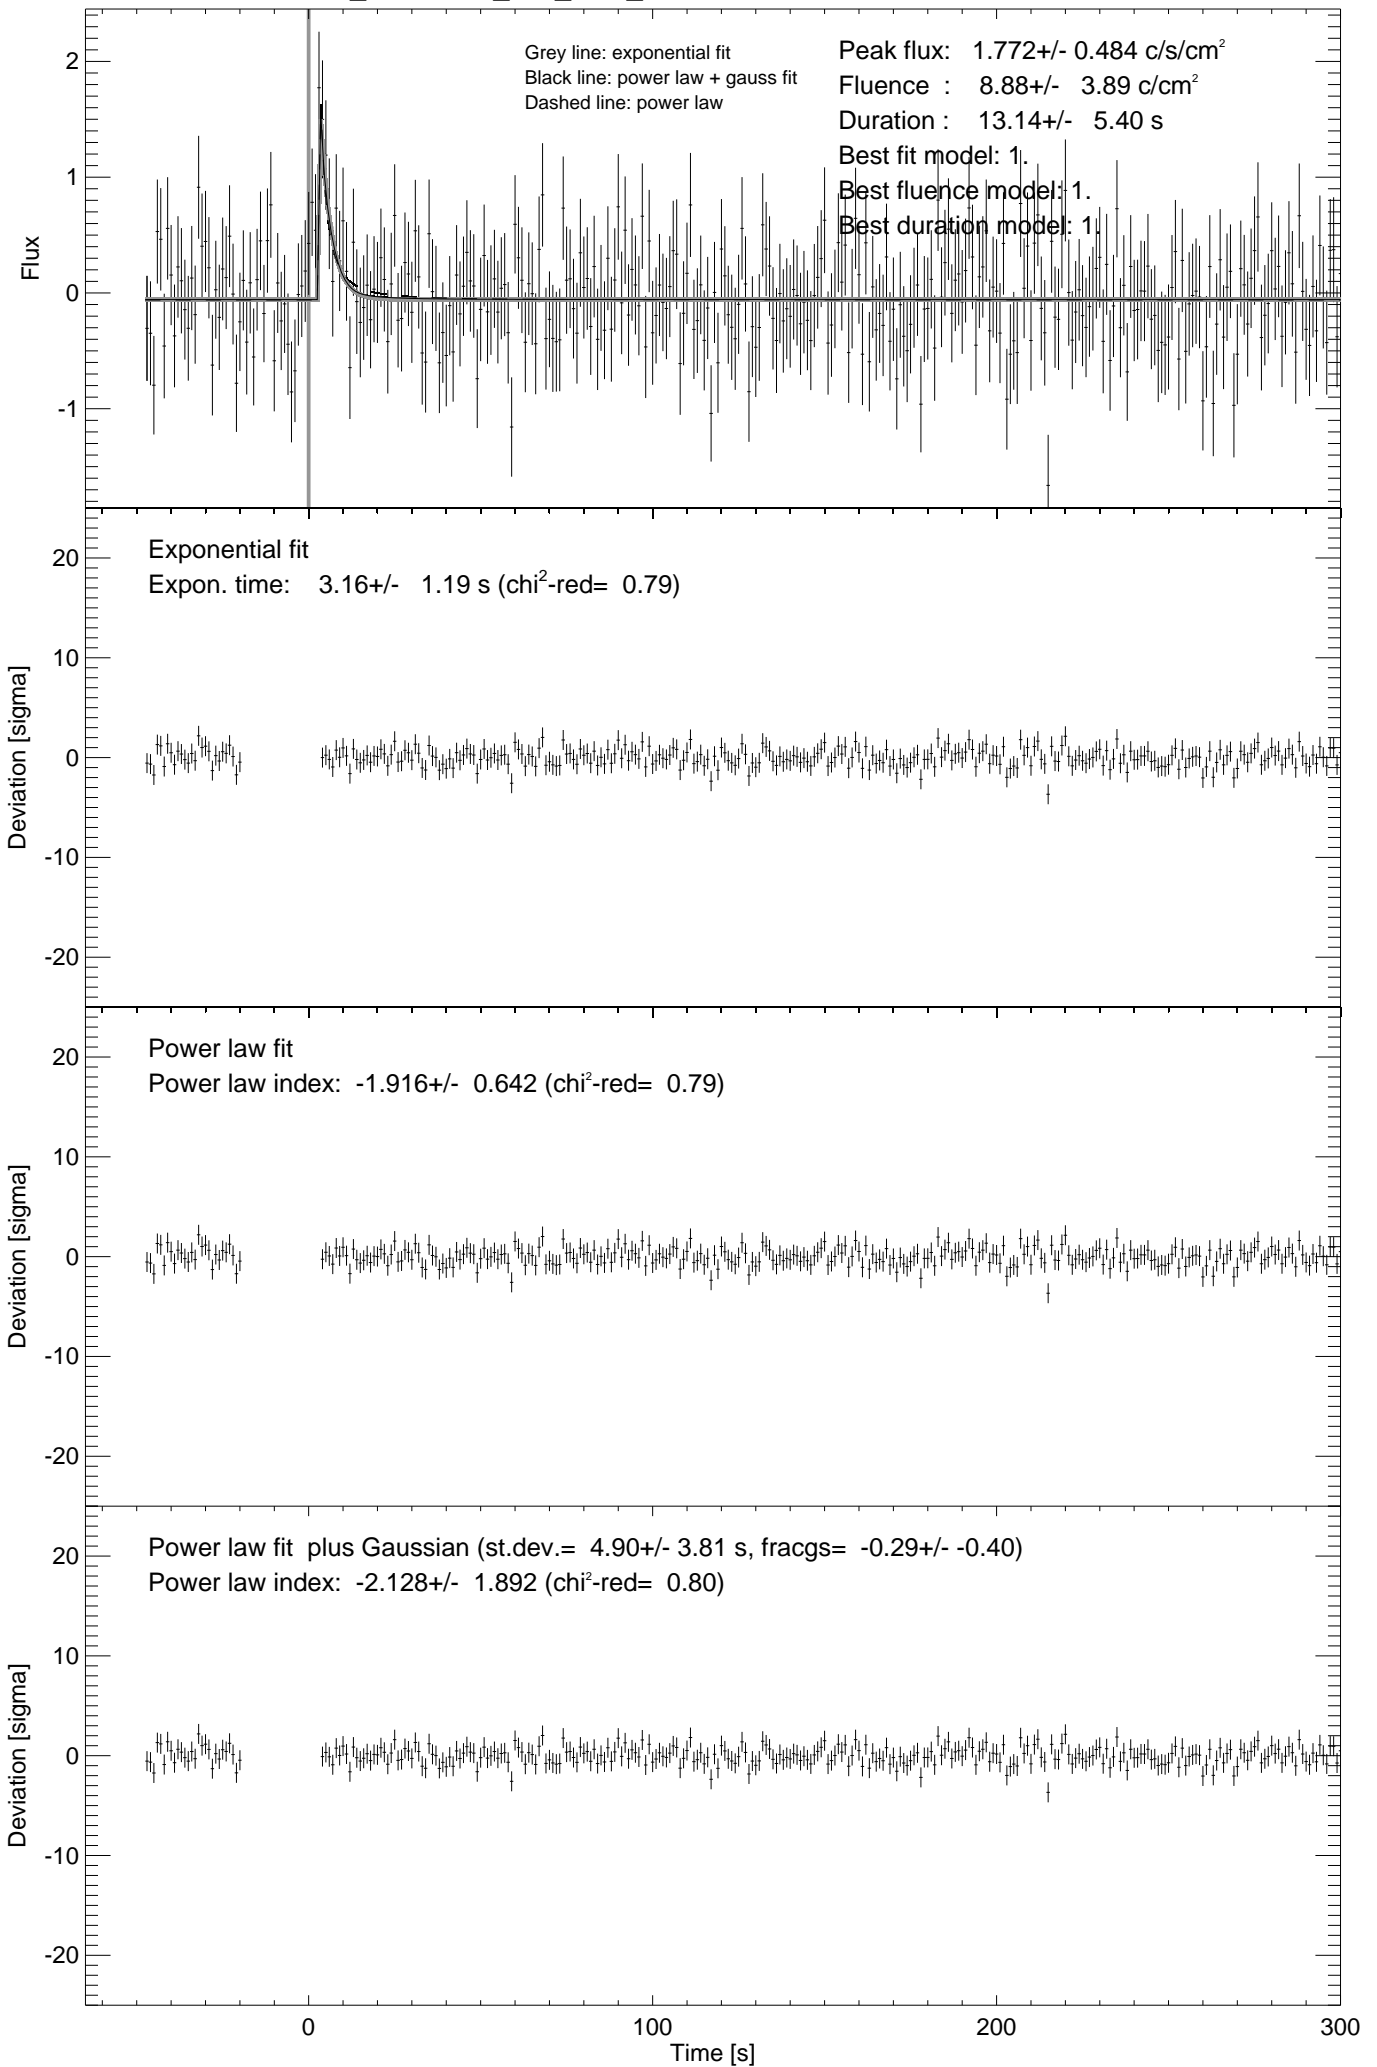 Grey line: exponential fit
Black line: power law + gauss fit
Dashed line: power law
Peak flux: 1.772+/- 0.484 c/s/cm²
Fluence : 8.88+/- 3.89 c/cm²
Duration : 13.14+/- 5.40 s
Best fit model: 1.
Best fluence model: 1.
Best duration model: 1.
2
1
0
-1
Flux
Exponential fit
Expon. time: 3.16+/- 1.19 s (chi²-red= 0.79)
20
10
0
-10
-20
Deviation [sigma]
Power law fit
Power law index: -1.916+/- 0.642 (chi²-red= 0.79)
20
10
0
-10
-20
Deviation [sigma]
Power law fit plus Gaussian (st.dev.= 4.90+/- 3.81 s, fracgs= -0.29+/- -0.40)
Power law index: -2.128+/- 1.892 (chi²-red= 0.80)
20
10
0
-10
-20
Deviation [sigma]
0 100 200 300
Time [s]